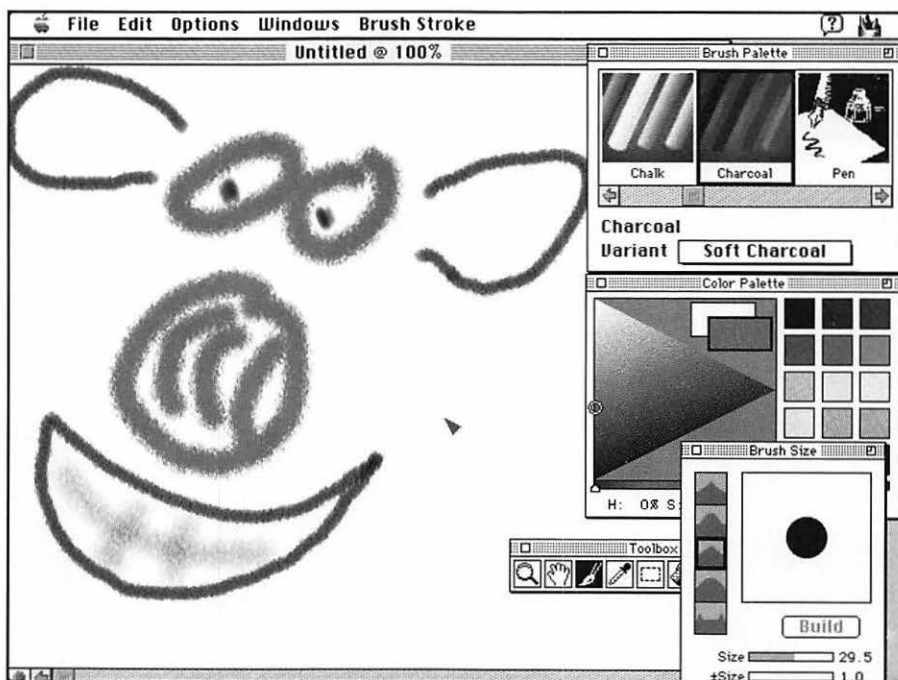 File Edit Options Windows Brush Stroke
Untitled @ 100%
Brush Palette
Chalk Charcoal Pen
Charcoal
Variant Soft Charcoal
Color Palette
H: 0% S:
Brush Size
Toolbox
Build
Size 29.5
±Size 1.0